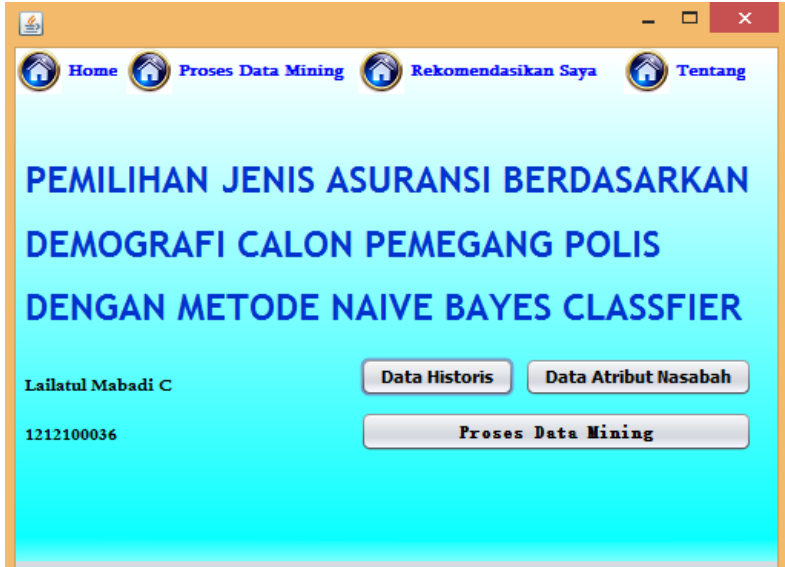 Home Proses Data Mining Rekomendasikan Saya Tentang
PEMILIHAN JENIS ASURANSI BERDASARKAN
DEMOGRAFI CALON PEMEGANG POLIS
DENGAN METODE NAIVE BAYES CLASSFIER
Lailatul Mabadi C
Data Historis Data Atribut Nasabah
1212100036
Proses Data Mining